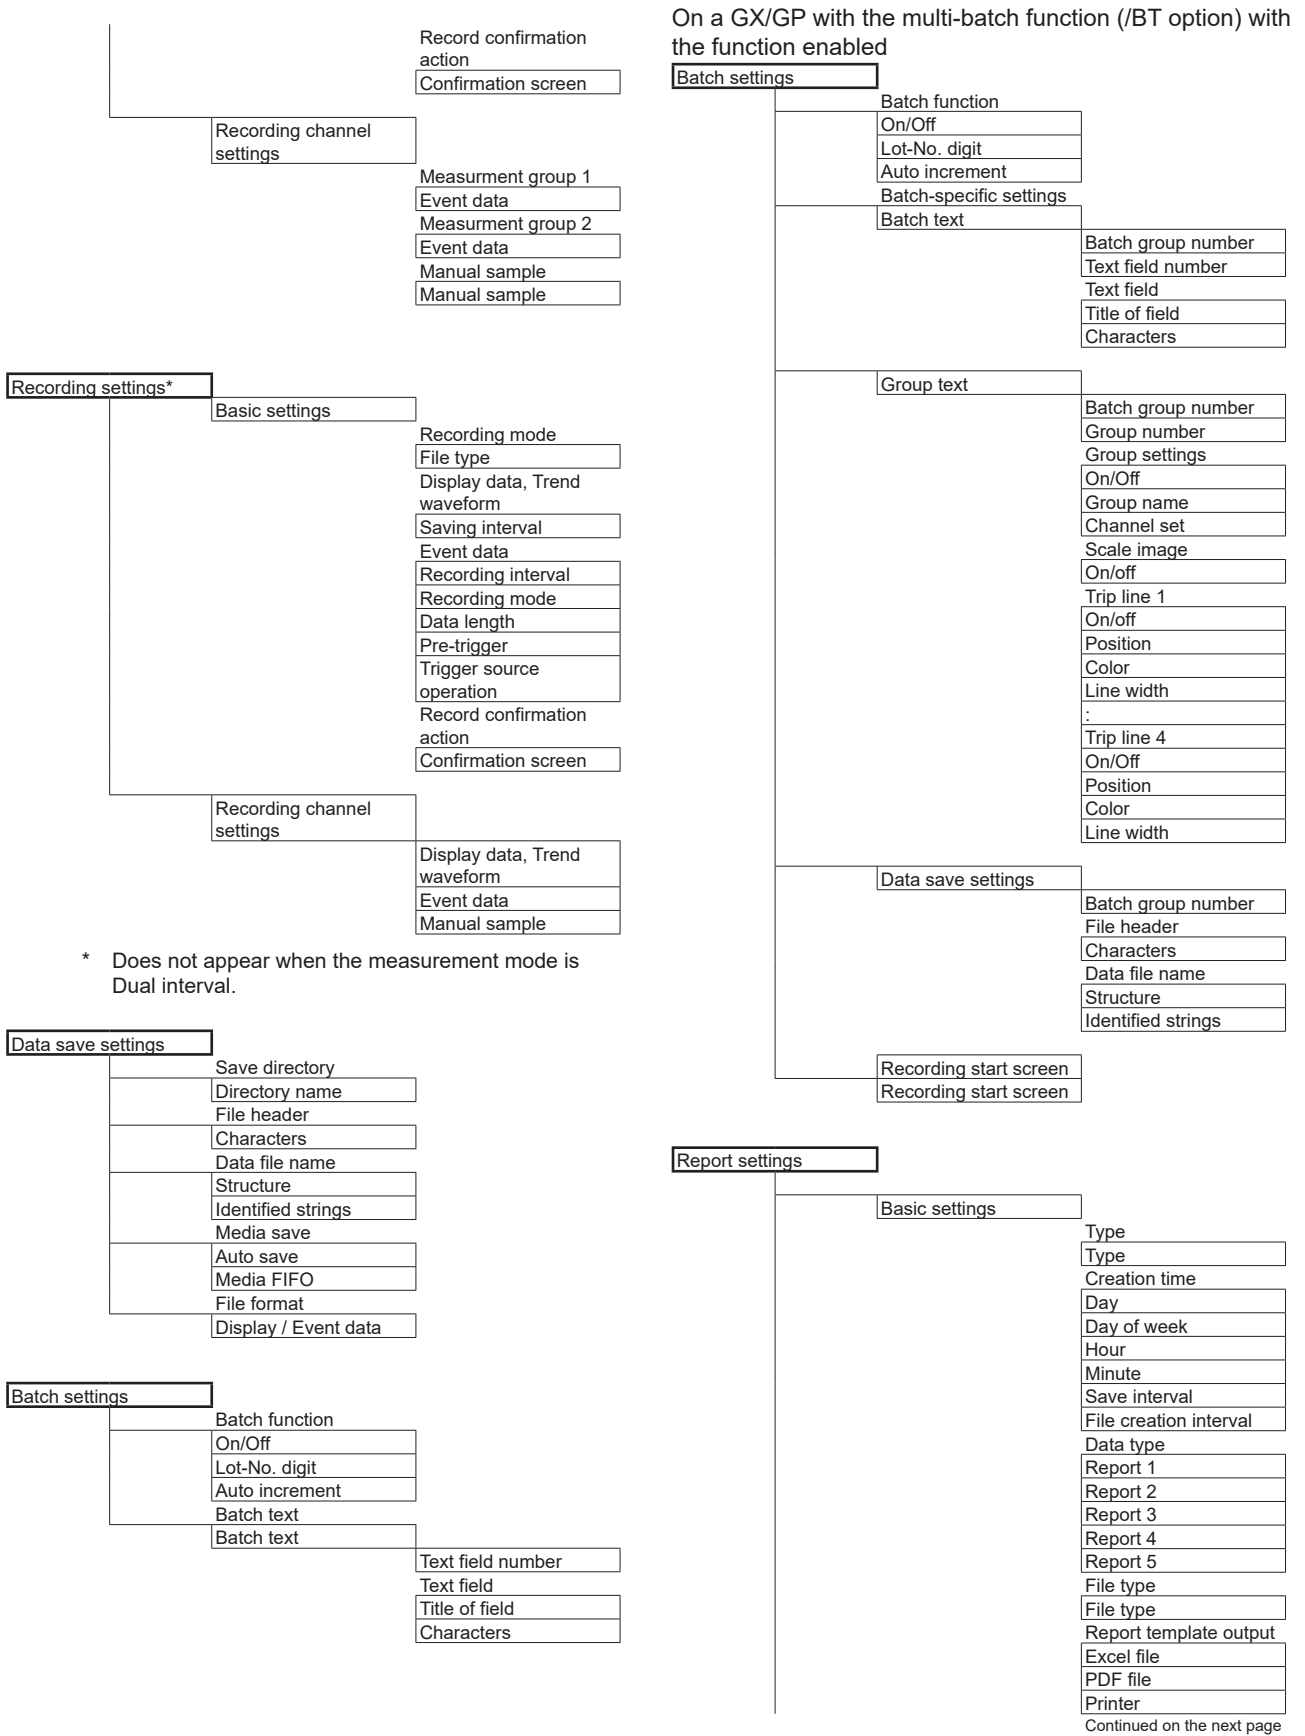 Record confirmation
action
Confirmation screen
Recording channel
settings
Measurment group 1
Event data
Measurment group 2
Event data
Manual sample
Manual sample
Recording settings*
Basic settings
Recording mode
File type
Display data, Trend
waveform
Saving interval
Event data
Recording interval
Recording mode
Data length
Pre-trigger
Trigger source
operation
Record confirmation
action
Confirmation screen
Recording channel
settings
Display data, Trend
waveform
Event data
Manual sample
* Does not appear when the measurement mode is
Dual interval.
Data save settings
Save directory
Directory name
File header
Characters
Data file name
Structure
Identified strings
Media save
Auto save
Media FIFO
File format
Display / Event data
Batch settings
Batch function
On/Off
Lot-No. digit
Auto increment
Batch text
Batch text
Text field number
Text field
Title of field
Characters
On a GX/GP with the multi-batch function (/BT option) with
the function enabled
Batch settings
Batch function
On/Off
Lot-No. digit
Auto increment
Batch-specific settings
Batch text
Batch group number
Text field number
Text field
Title of field
Characters
Group text
Batch group number
Group number
Group settings
On/Off
Group name
Channel set
Scale image
On/off
Trip line 1
On/off
Position
Color
Line width
:
Trip line 4
On/Off
Position
Color
Line width
Data save settings
Batch group number
File header
Characters
Data file name
Structure
Identified strings
Recording start screen
Recording start screen
Report settings
Basic settings
Type
Type
Creation time
Day
Day of week
Hour
Minute
Save interval
File creation interval
Data type
Report 1
Report 2
Report 3
Report 4
Report 5
File type
File type
Report template output
Excel file
PDF file
Printer
Continued on the next page